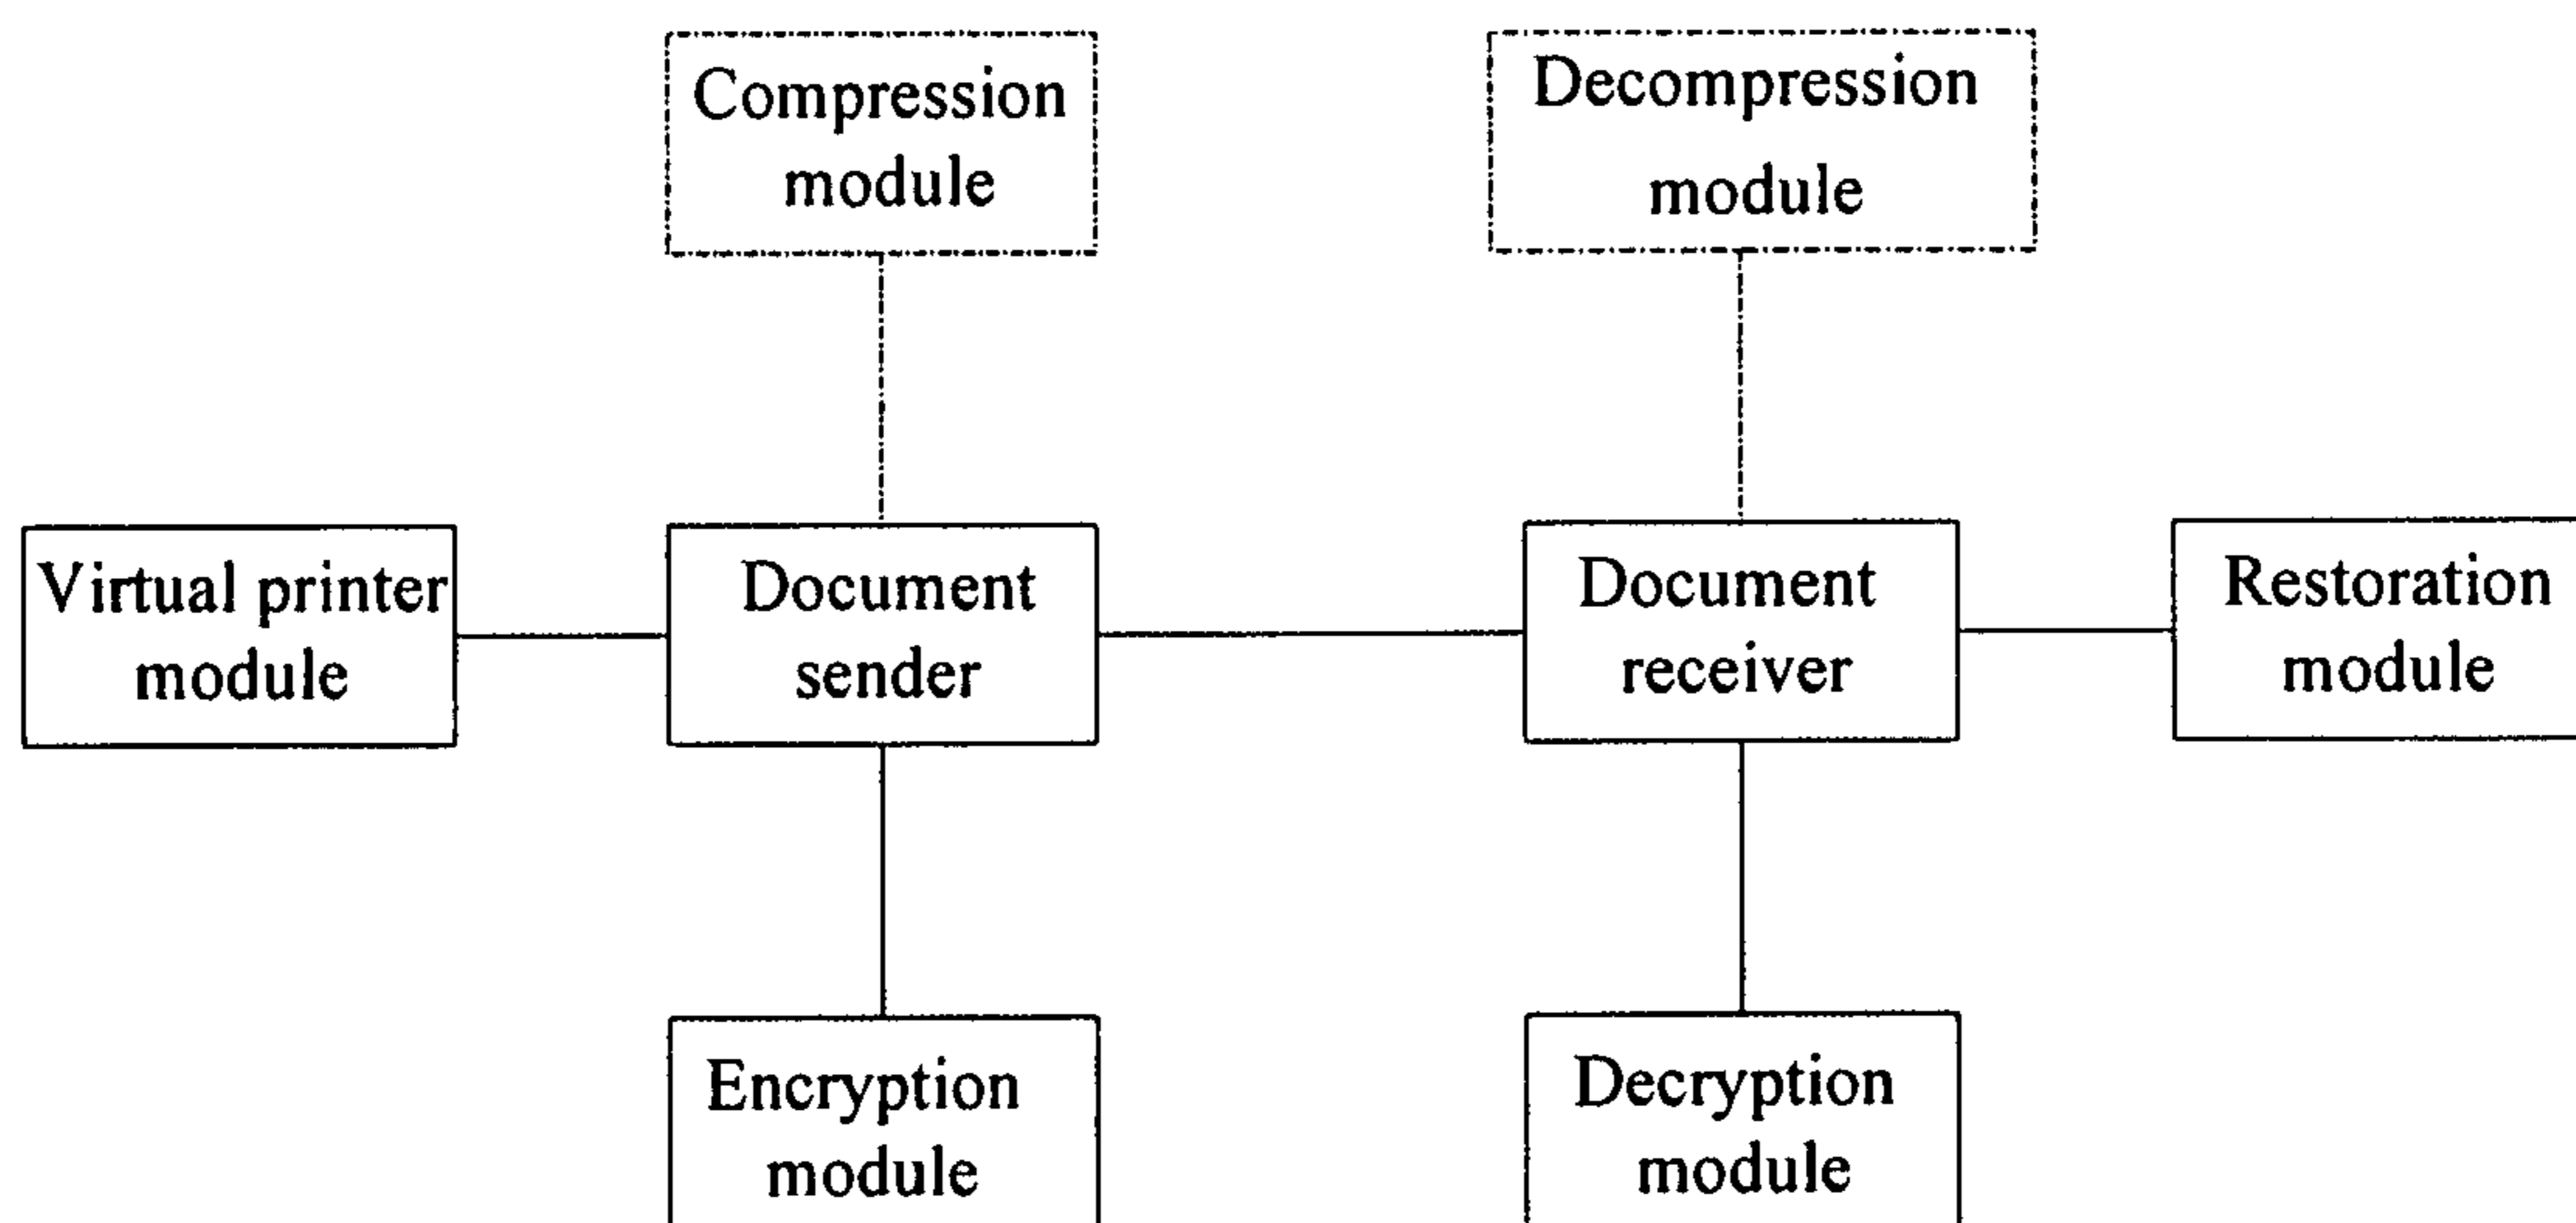 Compression
module
Decompression
module
Virtual printer
module
Document
sender
Document
receiver
Restoration
module
Encryption
module
Decryption
module